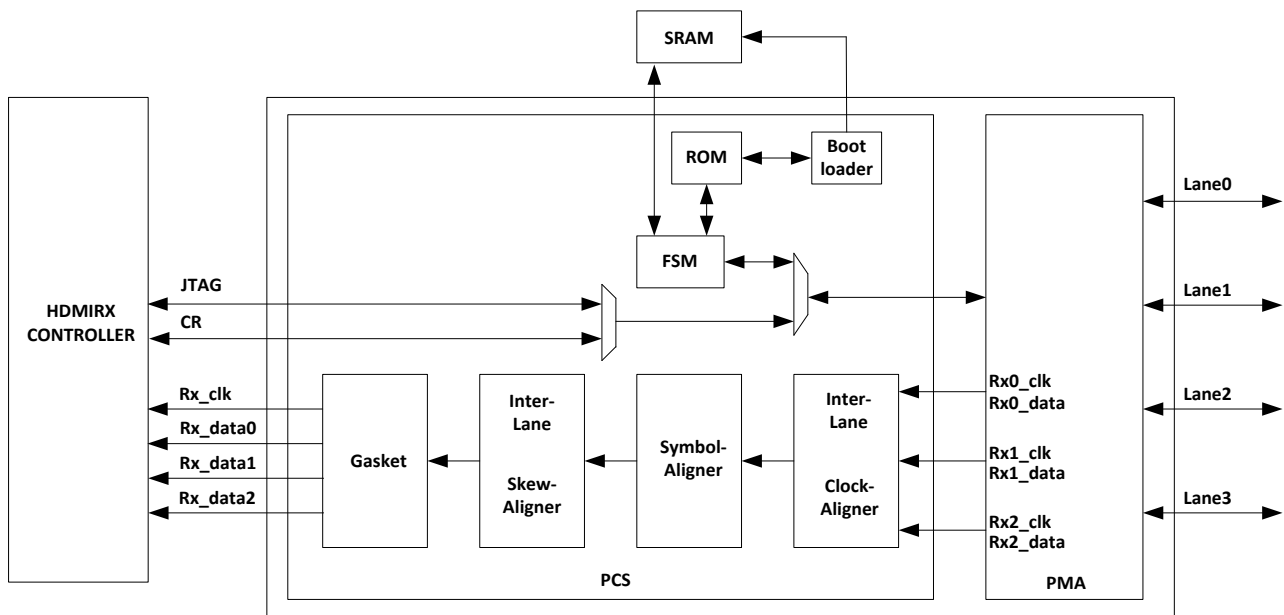 SRAM
ROM
Boot
loader
FSM
JTAG
CR
HDMIRX
CONTROLLER
Rx_clk
Rx_data0
Rx_data1
Rx_data2
Gasket
Inter-
Lane
Skew-
Aligner
Symbol-
Aligner
Inter-
Lane
Clock-
Aligner
Rx0_clk
Rx0_data
Rx1_clk
Rx1_data
Rx2_clk
Rx2_data
PCS
PMA
Lane0
Lane1
Lane2
Lane3